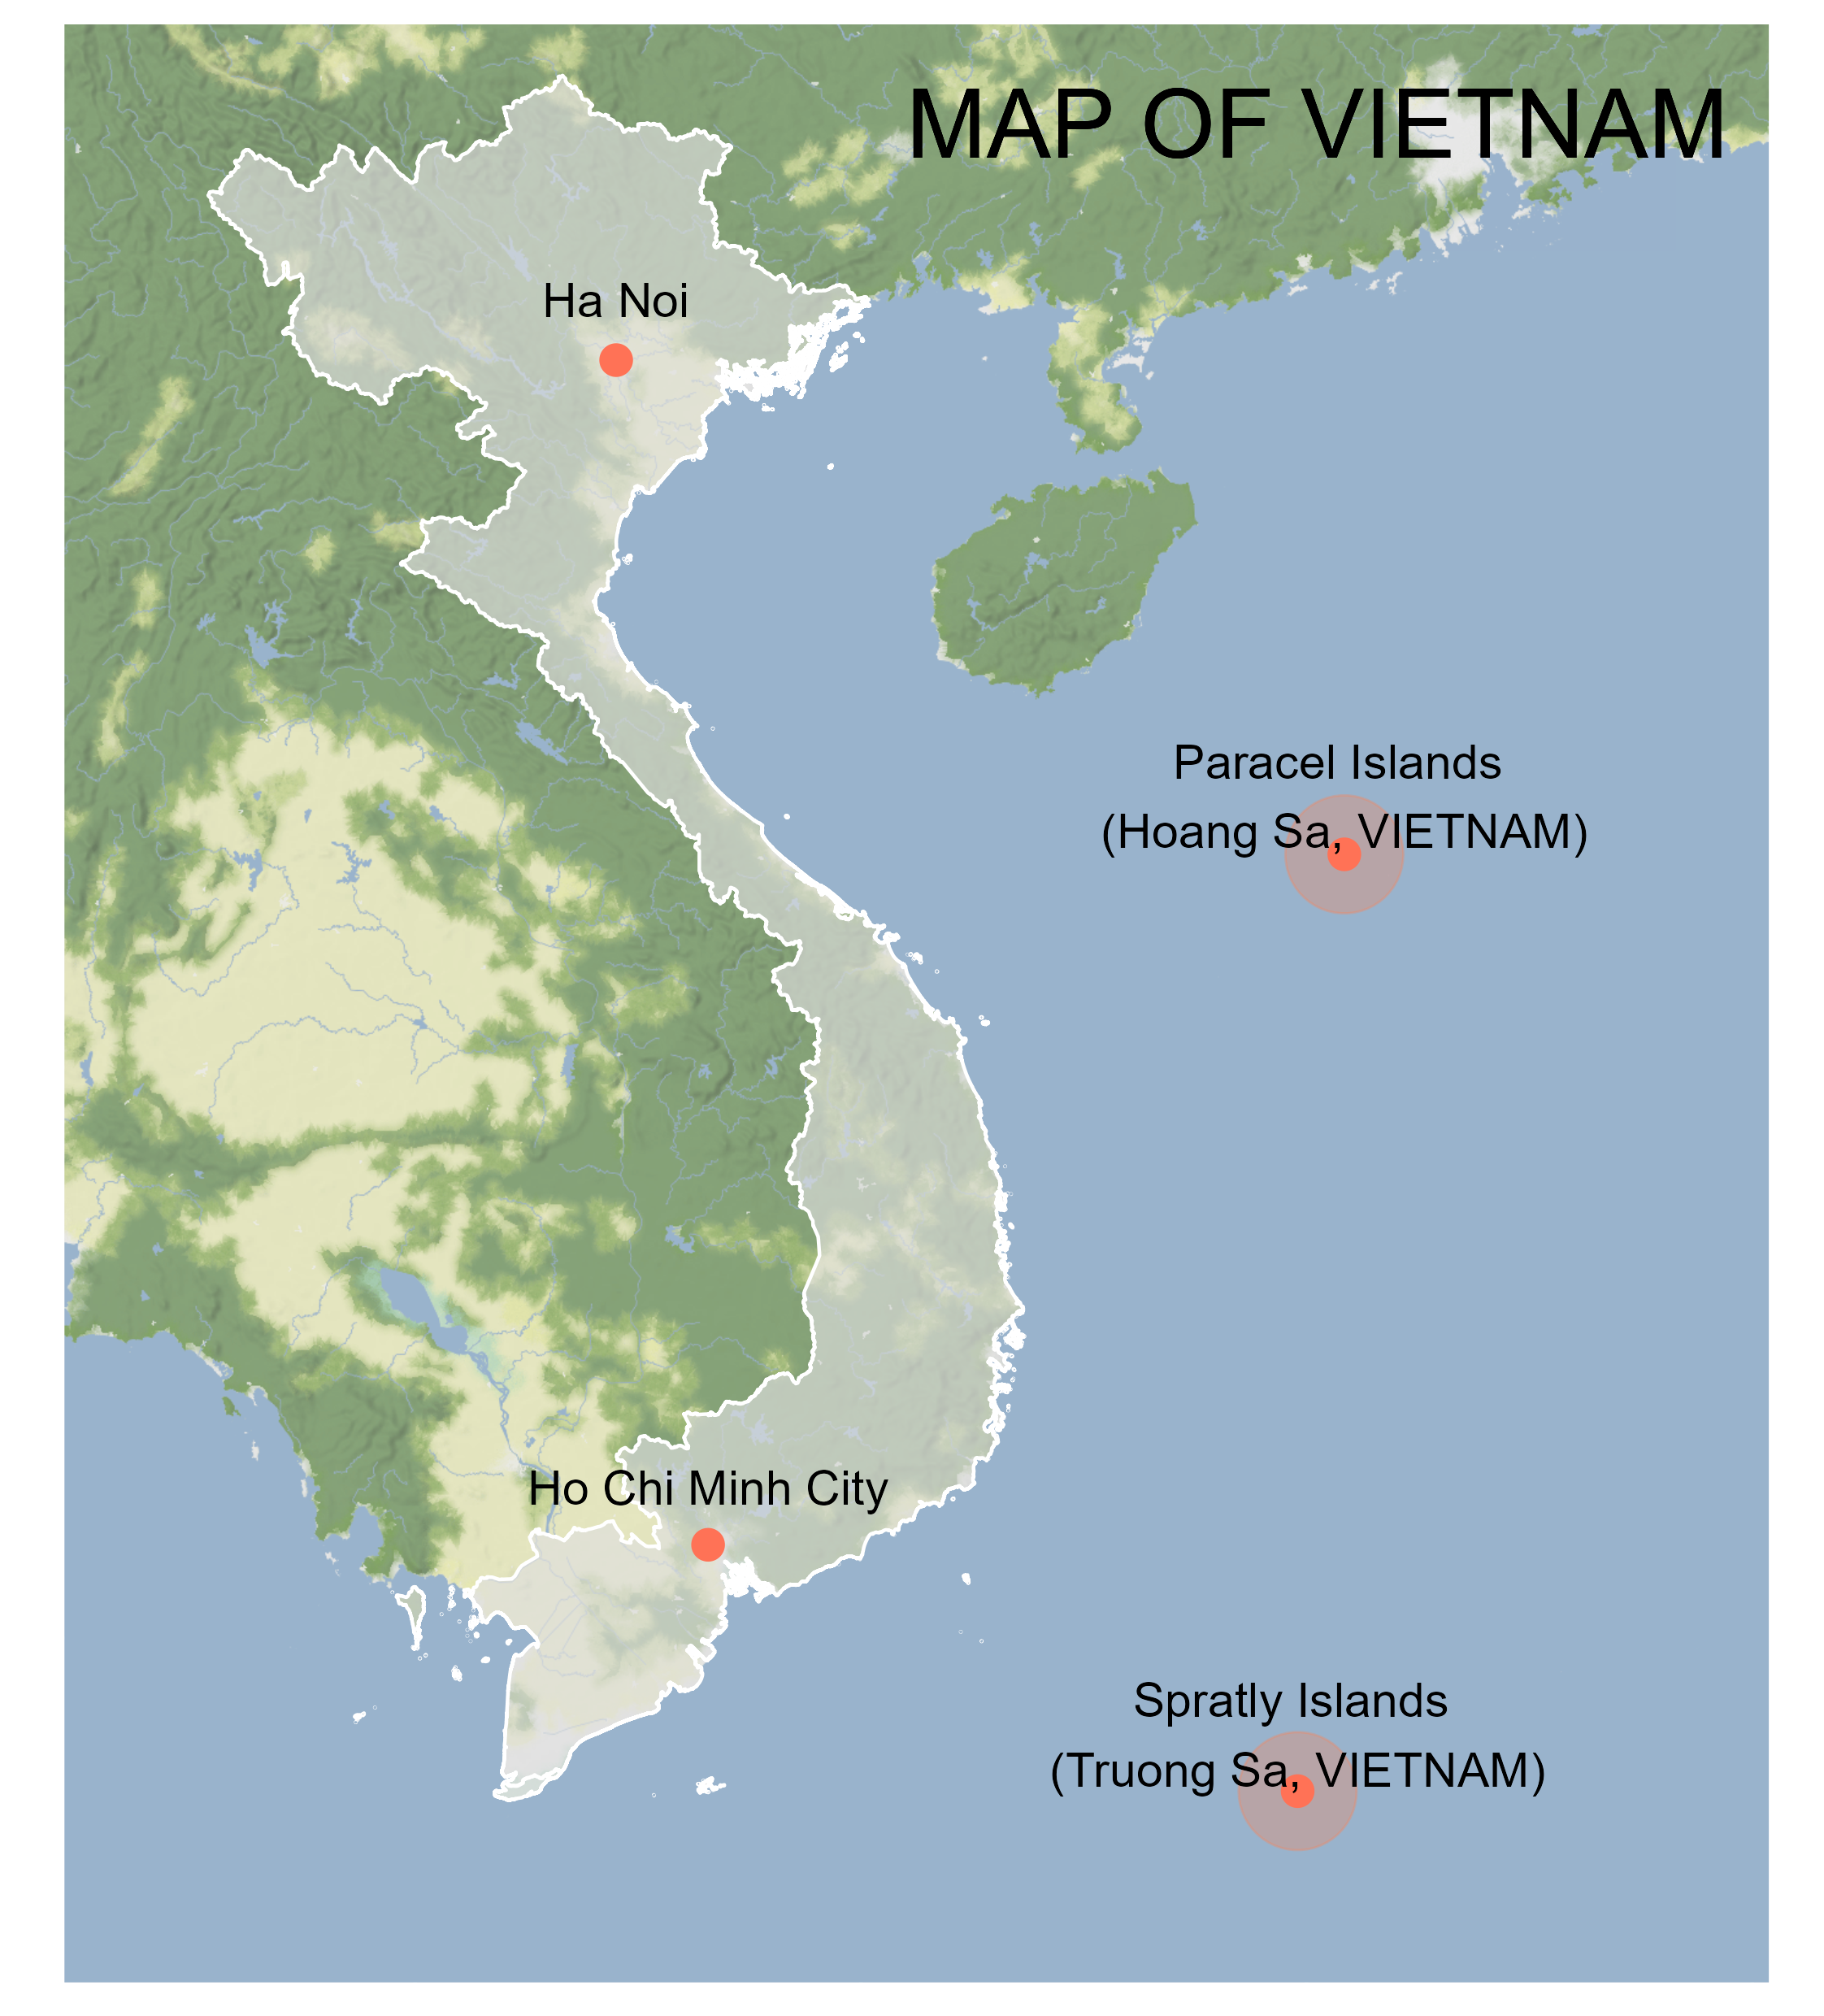 MAP OF VIETNAM
Ha Noi
Paracel Islands
(Hoang Sa, VIETNAM)
Ho Chi Minh City
Spratly Islands
(Truong Sa, VIETNAM)